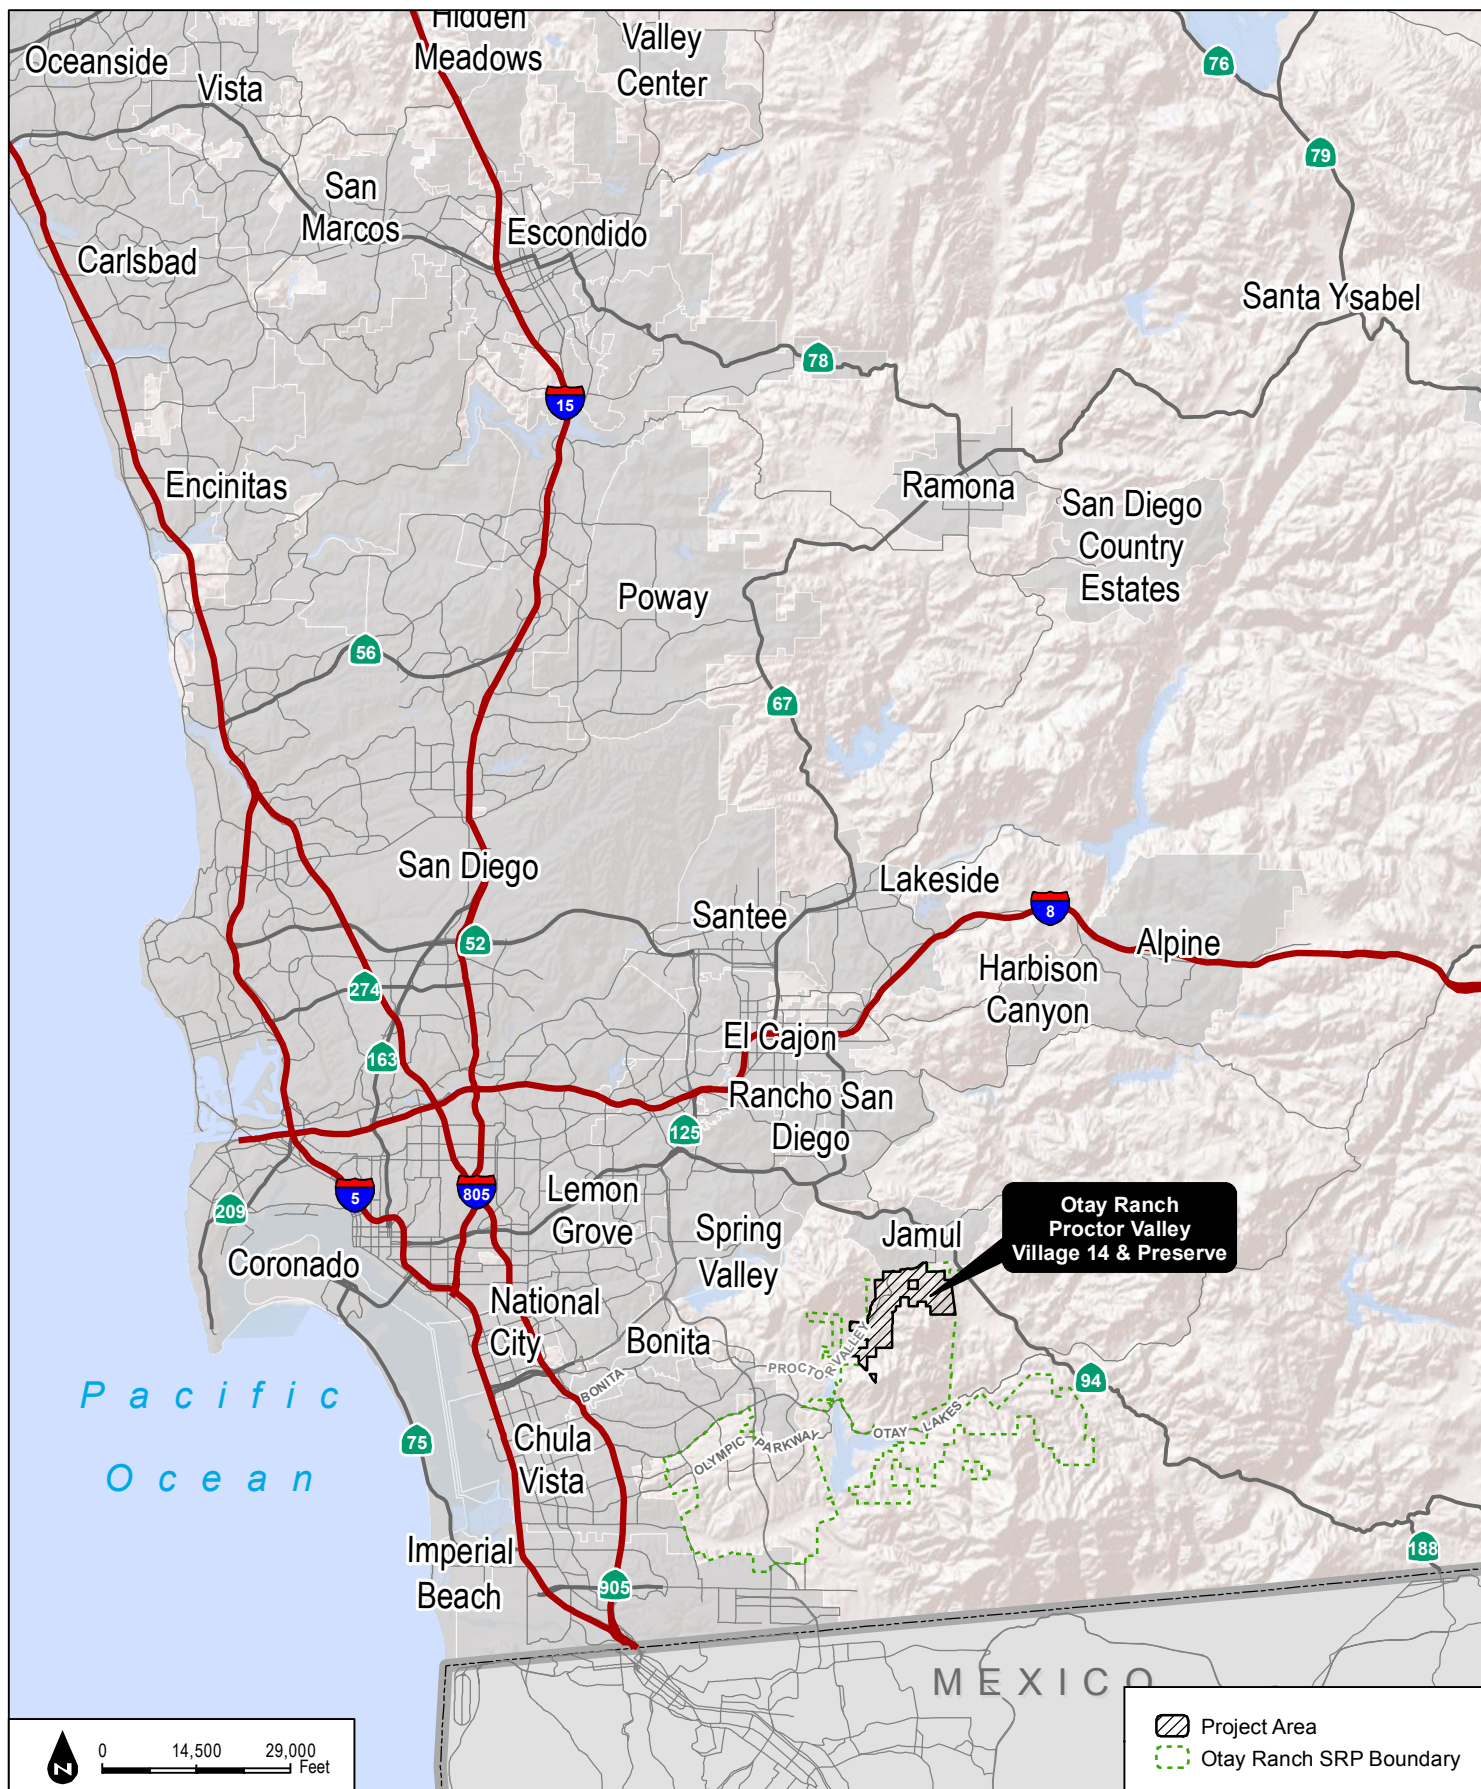 Hidden
Meadows
Valley
Center
Oceanside
Vista
76
79
San
Marcos
Escondido
Carlsbad
Santa Ysabel
78
15
Encinitas
Ramona
San Diego
Country
Estates
Poway
56
67
San Diego
Lakeside
Santee
8
52
Alpine
Harbison
Canyon
274
El Cajon
163
Rancho San
Diego
125
5
805
Lemon
Grove
209
Spring
Valley
Jamul
Otay Ranch
Proctor Valley
Village 14 & Preserve
Coronado
National
City
Bonita
PROCTOR VALLEY
BONITA
94
Pacific
Ocean
75
Chula
Vista
OLYMPIC PARKWAY
OTAY LAKES
Imperial
Beach
905
188
MEXICO
N
0 14,500 29,000
Feet
Project Area
Otay Ranch SRP Boundary